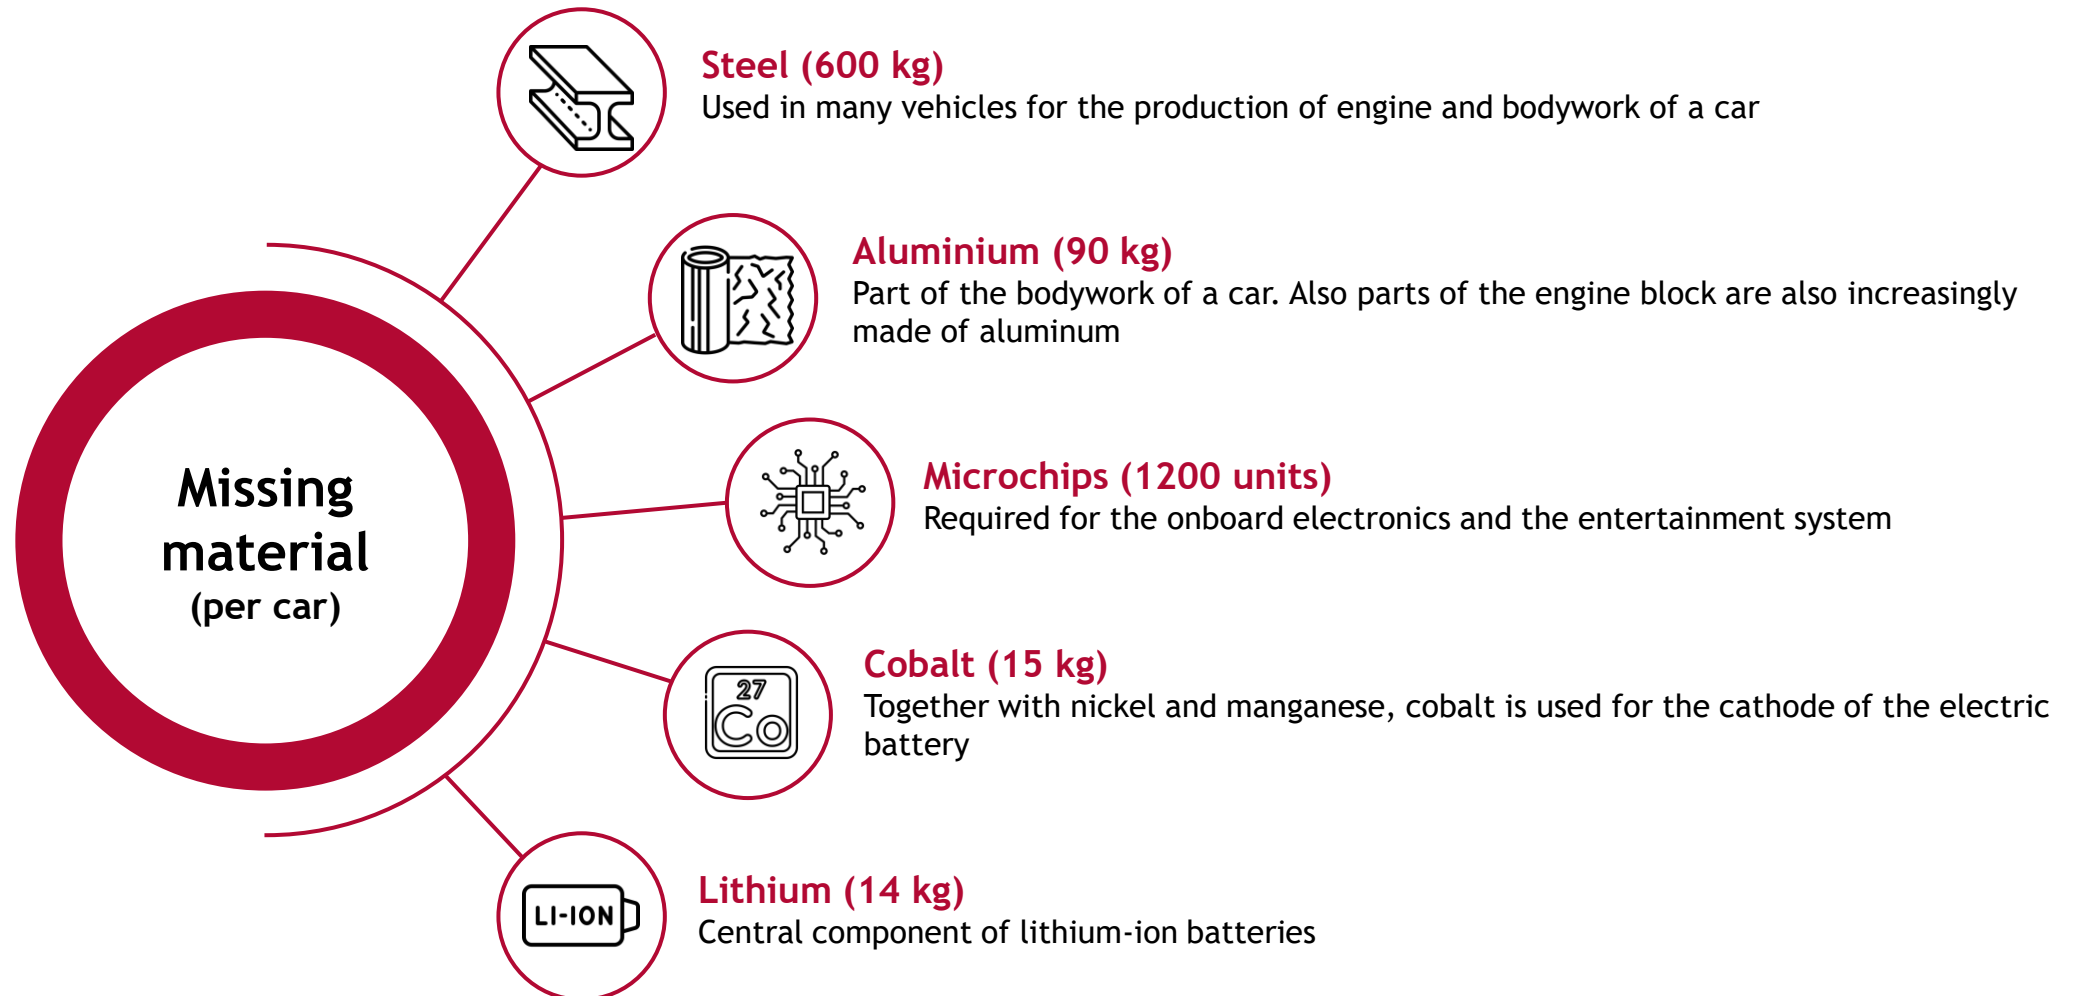 Steel (600 kg)
Used in many vehicles for the production of engine and bodywork of a car
Aluminium (90 kg)
Part of the bodywork of a car. Also parts of the engine block are also increasingly
made of aluminum
Missing
material
(per car)
Microchips (1200 units)
Required for the onboard electronics and the entertainment system
Cobalt (15 kg)
Together with nickel and manganese, cobalt is used for the cathode of the electric
battery
27
Co
Lithium (14 kg)
Central component of lithium-ion batteries
LI-ION